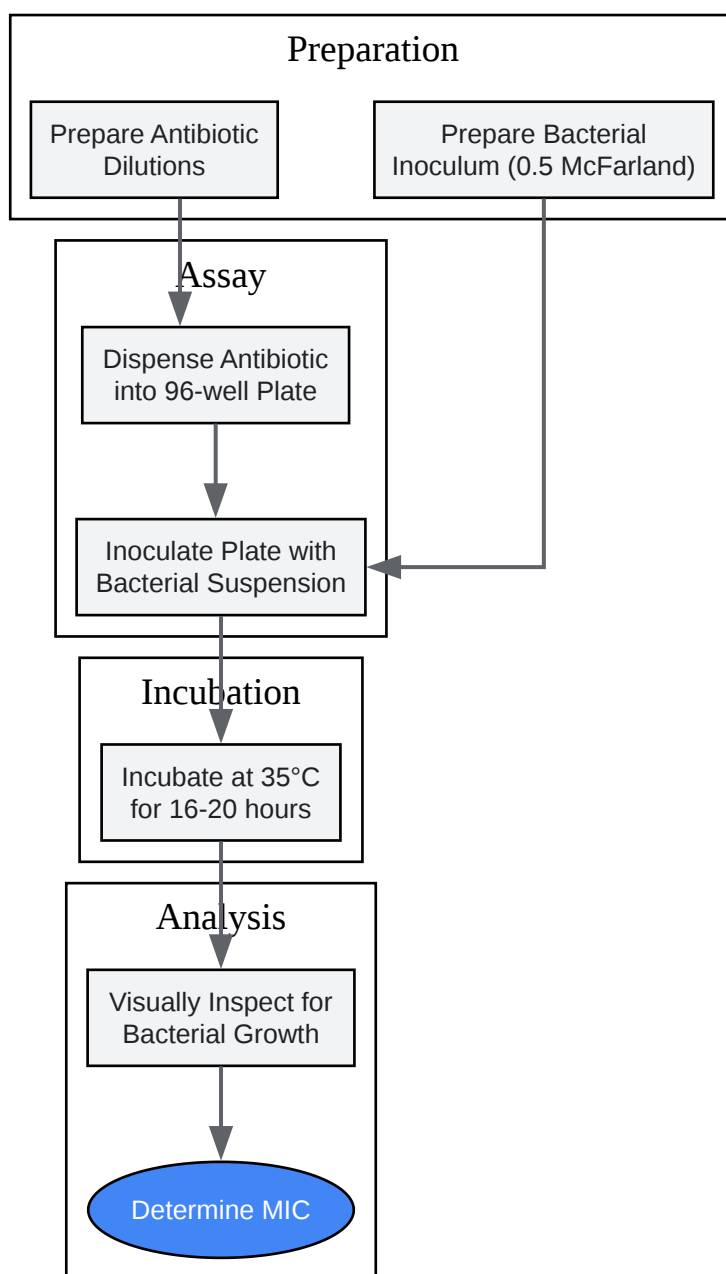 Preparation
Prepare Antibiotic
Dilutions
Prepare Bacterial
Inoculum (0.5 McFarland)
Assay
Dispense Antibiotic
into 96-well Plate
Inoculate Plate with
Bacterial Suspension
Incubation
Incubate at 35°C
for 16-20 hours
Analysis
Visually Inspect for
Bacterial Growth
Determine MIC